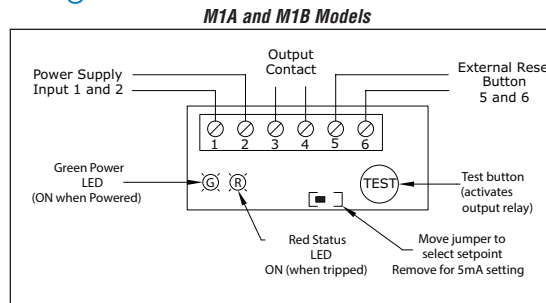 M1A and M1B Models
Power Supply
Input 1 and 2
Output
Contact
External Rese
Button
5 and 6
1 2 3 4 5 6
Green Power
LED
(ON when Powered)
G R
TEST
Test button
(activates
output relay)
Red Status
LED
ON (when tripped)
Move jumper to
select setpoint
Remove for 5mA setting